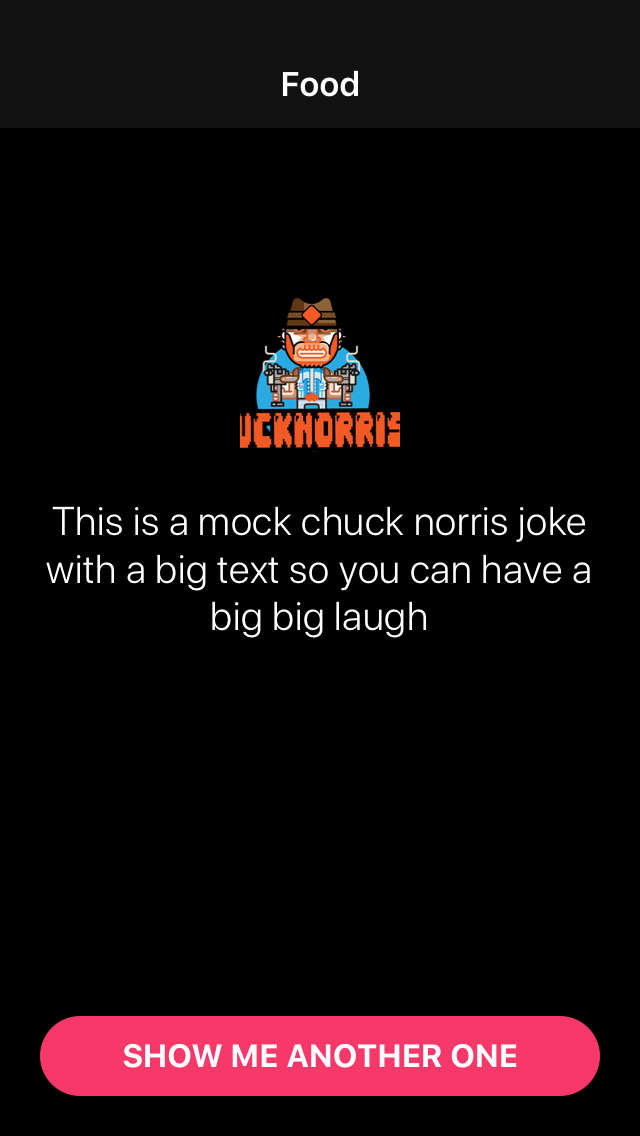 Food
UCKNORRIS
This is a mock chuck norris joke
with a big text so you can have a
big big laugh
SHOW ME ANOTHER ONE